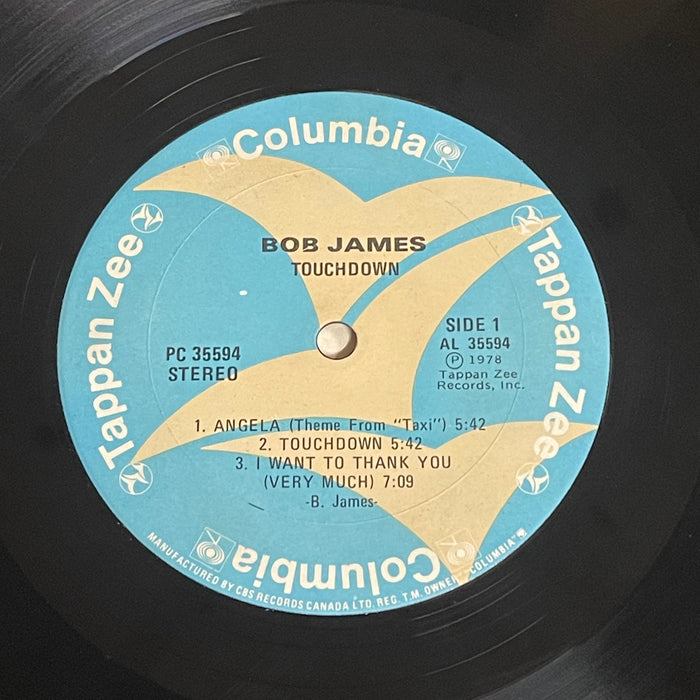 Columbia
Tappan Zee
Tappan Zee
BOB JAMES
TOUCHDOWN
PC 35594
STEREO
SIDE 1
AL 35594
Ⓟ 1978
Tappan Zee
Records, Inc.
1. ANGELA (Theme From "Taxi") 5:42
2. TOUCHDOWN 5:42
3. I WANT TO THANK YOU
(VERY MUCH) 7:09
-B. James-
Columbia
MANUFACTURED BY CBS RECORDS CANADA LTD. REG. T.M. OWNER "COLUMBIA"